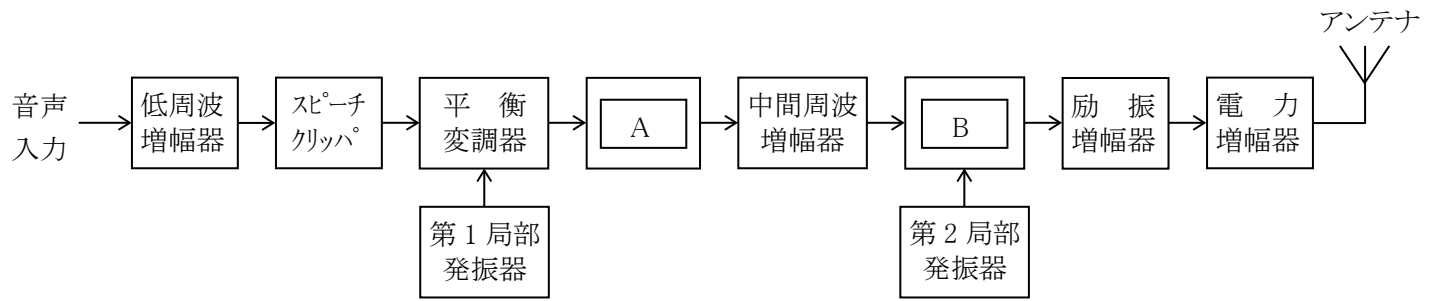 アンテナ
音声
入力
低周波
増幅器
スピーチ
クリッパ
平 衡
変調器
A
中間周波
増幅器
B
励 振
増幅器
電 力
増幅器
第1局部
発振器
第2局部
発振器